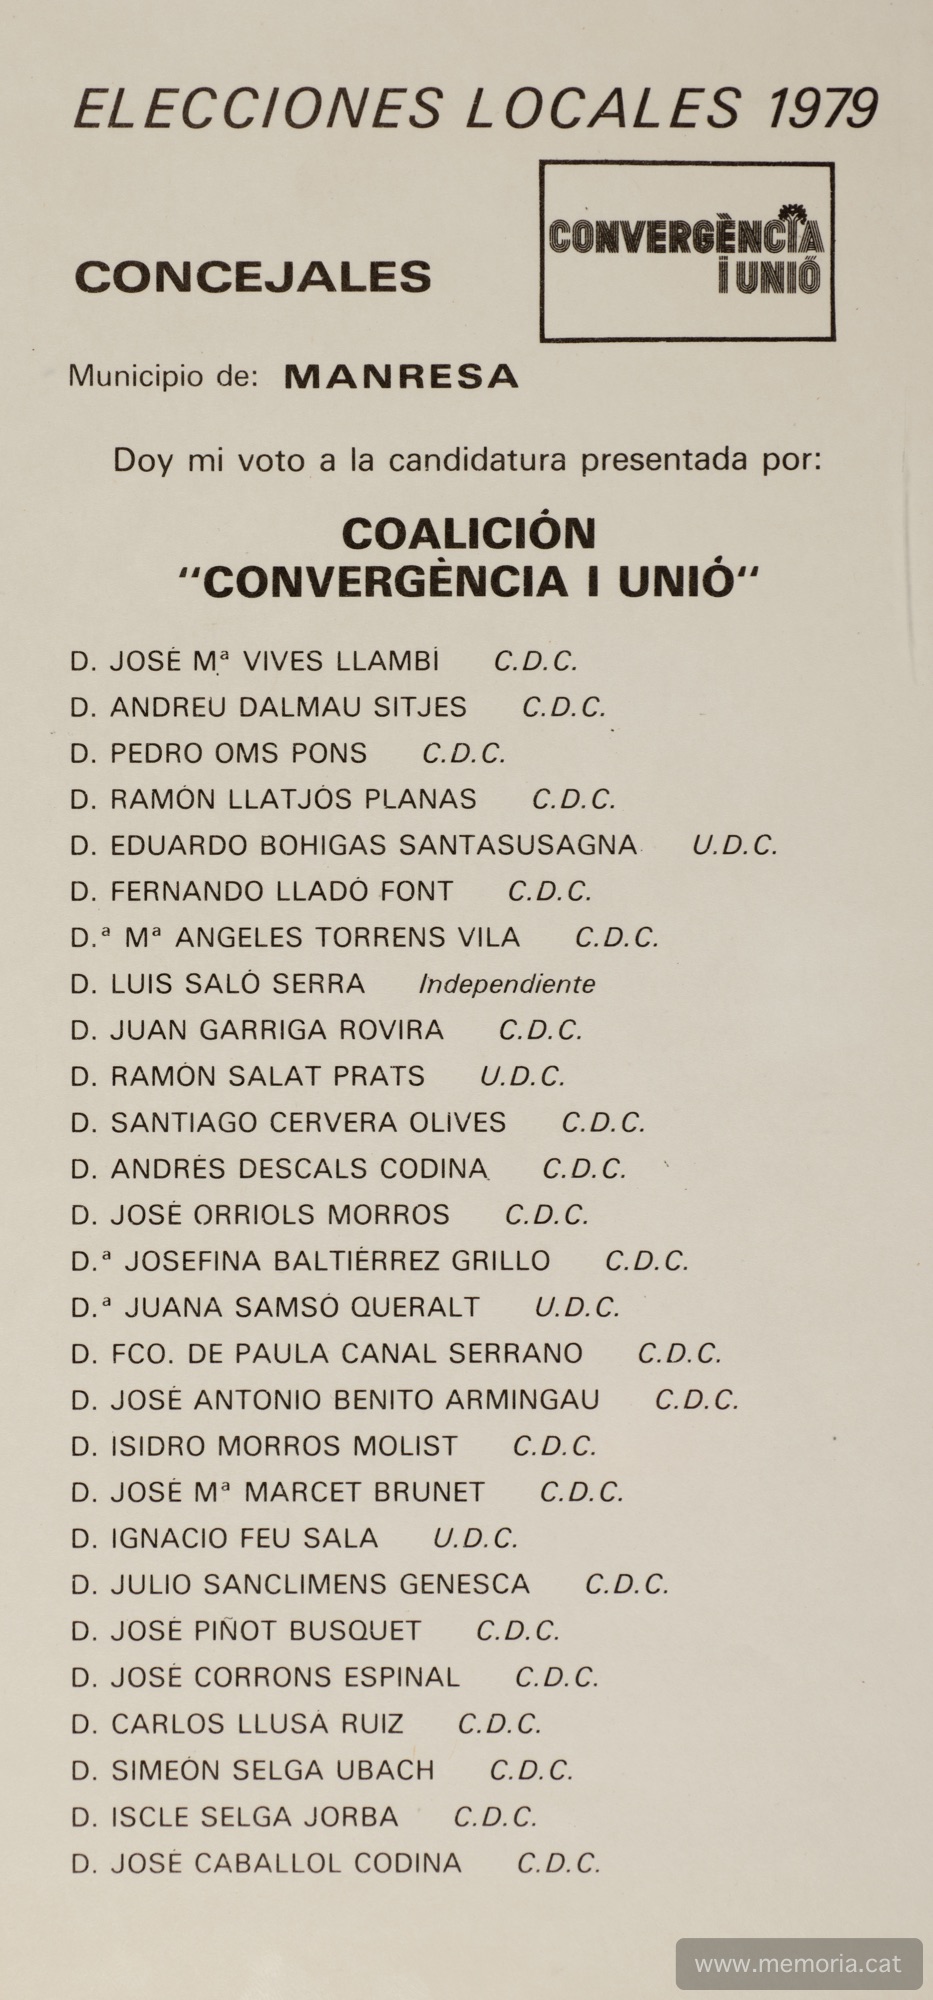 ELECCIONES LOCALES 1979
CONVERGÈNCIA
i UNIÓ
CONCEJALES
Municipio de: MANRESA
Doy mi voto a la candidatura presentada por:
COALICIÓN
"CONVERGÈNCIA I UNIÓ"
D. JOSÉ Mª VIVES LLAMBÍ C.D.C.
D. ANDREU DALMAU SITJES C.D.C.
D. PEDRO OMS PONS C.D.C.
D. RAMÓN LLATJÓS PLANAS C.D.C.
D. EDUARDO BOHIGAS SANTASUSAGNA U.D.C.
D. FERNANDO LLADÓ FONT C.D.C.
D.ª Mª ANGELES TORRENS VILA C.D.C.
D. LUIS SALÓ SERRA Independiente
D. JUAN GARRIGA ROVIRA C.D.C.
D. RAMÓN SALAT PRATS U.D.C.
D. SANTIAGO CERVERA OLIVES C.D.C.
D. ANDRÉS DESCALS CODINA C.D.C.
D. JOSÉ ORRIOLS MORROS C.D.C.
D.ª JOSEFINA BALTIÉRREZ GRILLO C.D.C.
D.ª JUANA SAMSÓ QUERALT U.D.C.
D. FCO. DE PAULA CANAL SERRANO C.D.C.
D. JOSÉ ANTONIO BENITO ARMINGAU C.D.C.
D. ISIDRO MORROS MOLIST C.D.C.
D. JOSÉ Mª MARCET BRUNET C.D.C.
D. IGNACIO FEU SALA U.D.C.
D. JULIO SANCLIMENS GENESCA C.D.C.
D. JOSÉ PIÑOT BUSQUET C.D.C.
D. JOSÉ CORRONS ESPINAL C.D.C.
D. CARLOS LLUSÁ RUIZ C.D.C.
D. SIMEÓN SELGA UBACH C.D.C.
D. ISCLE SELGA JORBA C.D.C.
D. JOSÉ CABALLOL CODINA C.D.C.
www.memoria.cat